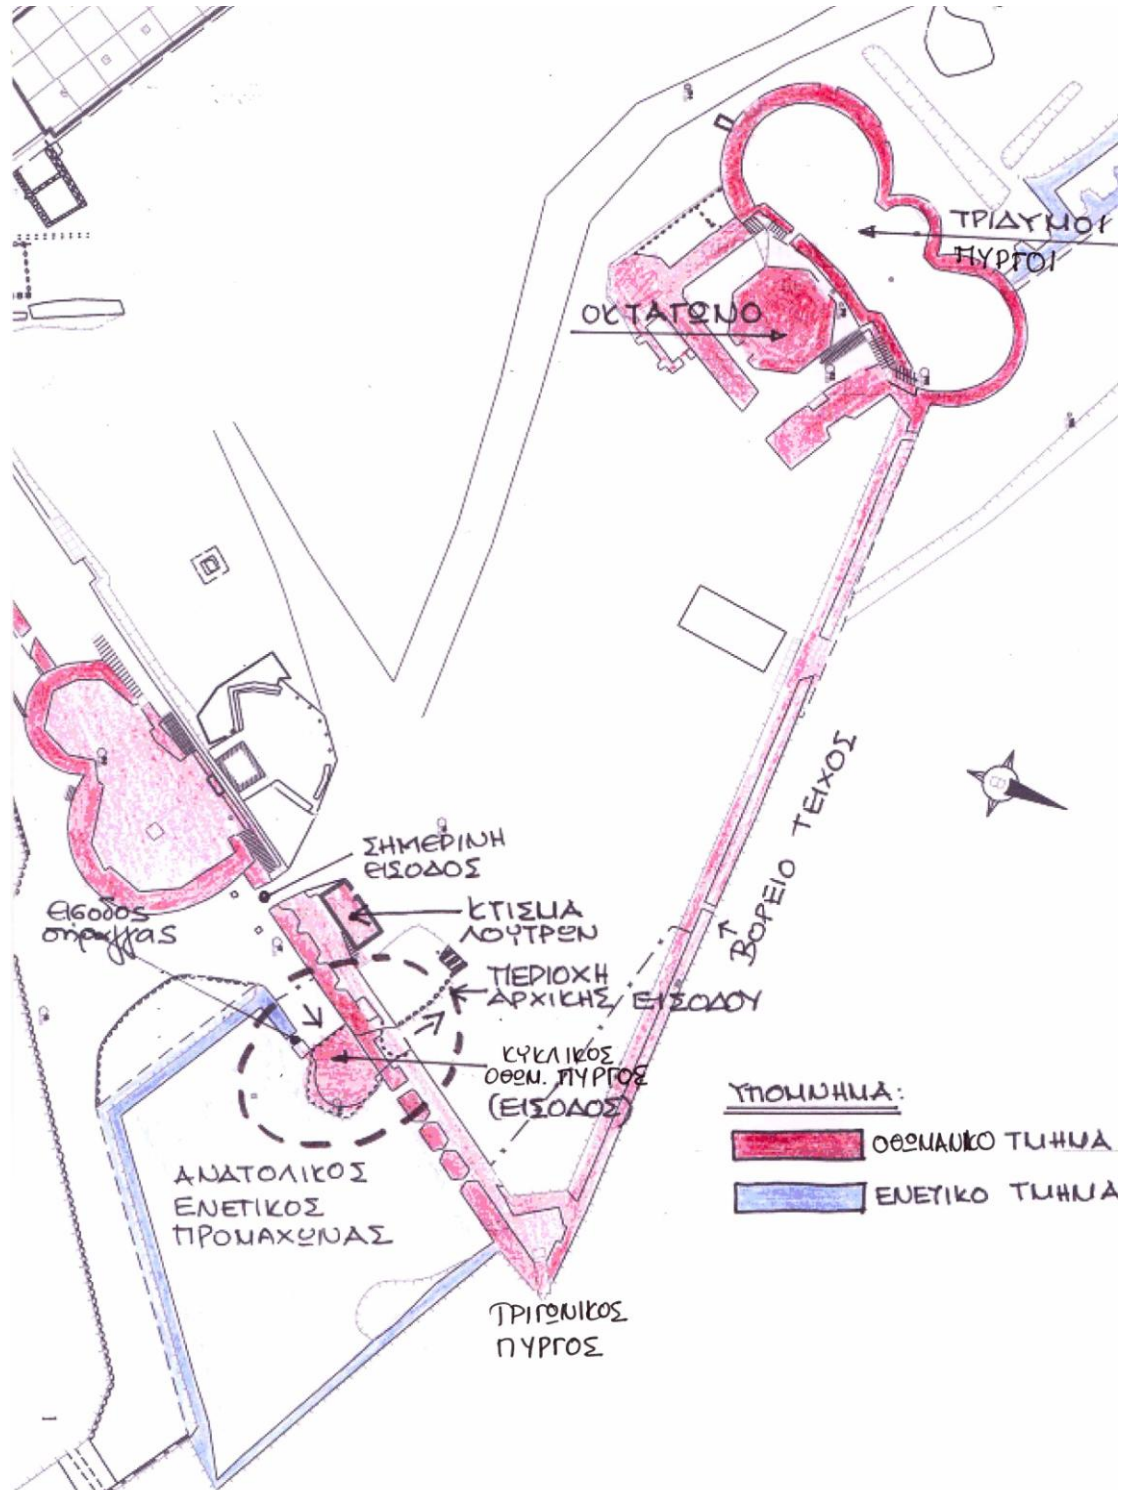 ΤΡΙΔΥΜΟΙ
ΠΥΡΓΟΙ
ΟΚΤΑΓΩΝΟ
ΒΟΡΕΙΟ ΤΕΙΧΟΣ
ΣΗΜΕΡΙΝΗ
ΕΙΣΟΔΟΣ
είσοδος
σήραγγας
ΚΤΙΣΜΑ
ΛΟΥΤΡΩΝ
ΠΕΡΙΟΧΗ
ΑΡΧΙΚΗΣ ΕΙΣΟΔΟΥ
ΚΥΚΛΙΚΟΣ
ΟΘΩΜ. ΠΥΡΓΟΣ
(ΕΙΣΟΔΟΣ)
ΑΝΑΤΟΛΙΚΟΣ
ΕΝΕΤΙΚΟΣ
ΠΡΟΜΑΧΩΝΑΣ
ΤΡΙΓΩΝΙΚΟΣ
ΠΥΡΓΟΣ
ΥΠΟΜΝΗΜΑ:
ΟΘΩΜΑΝΙΚΟ ΤΜΗΜΑ
ΕΝΕΤΙΚΟ ΤΜΗΜΑ